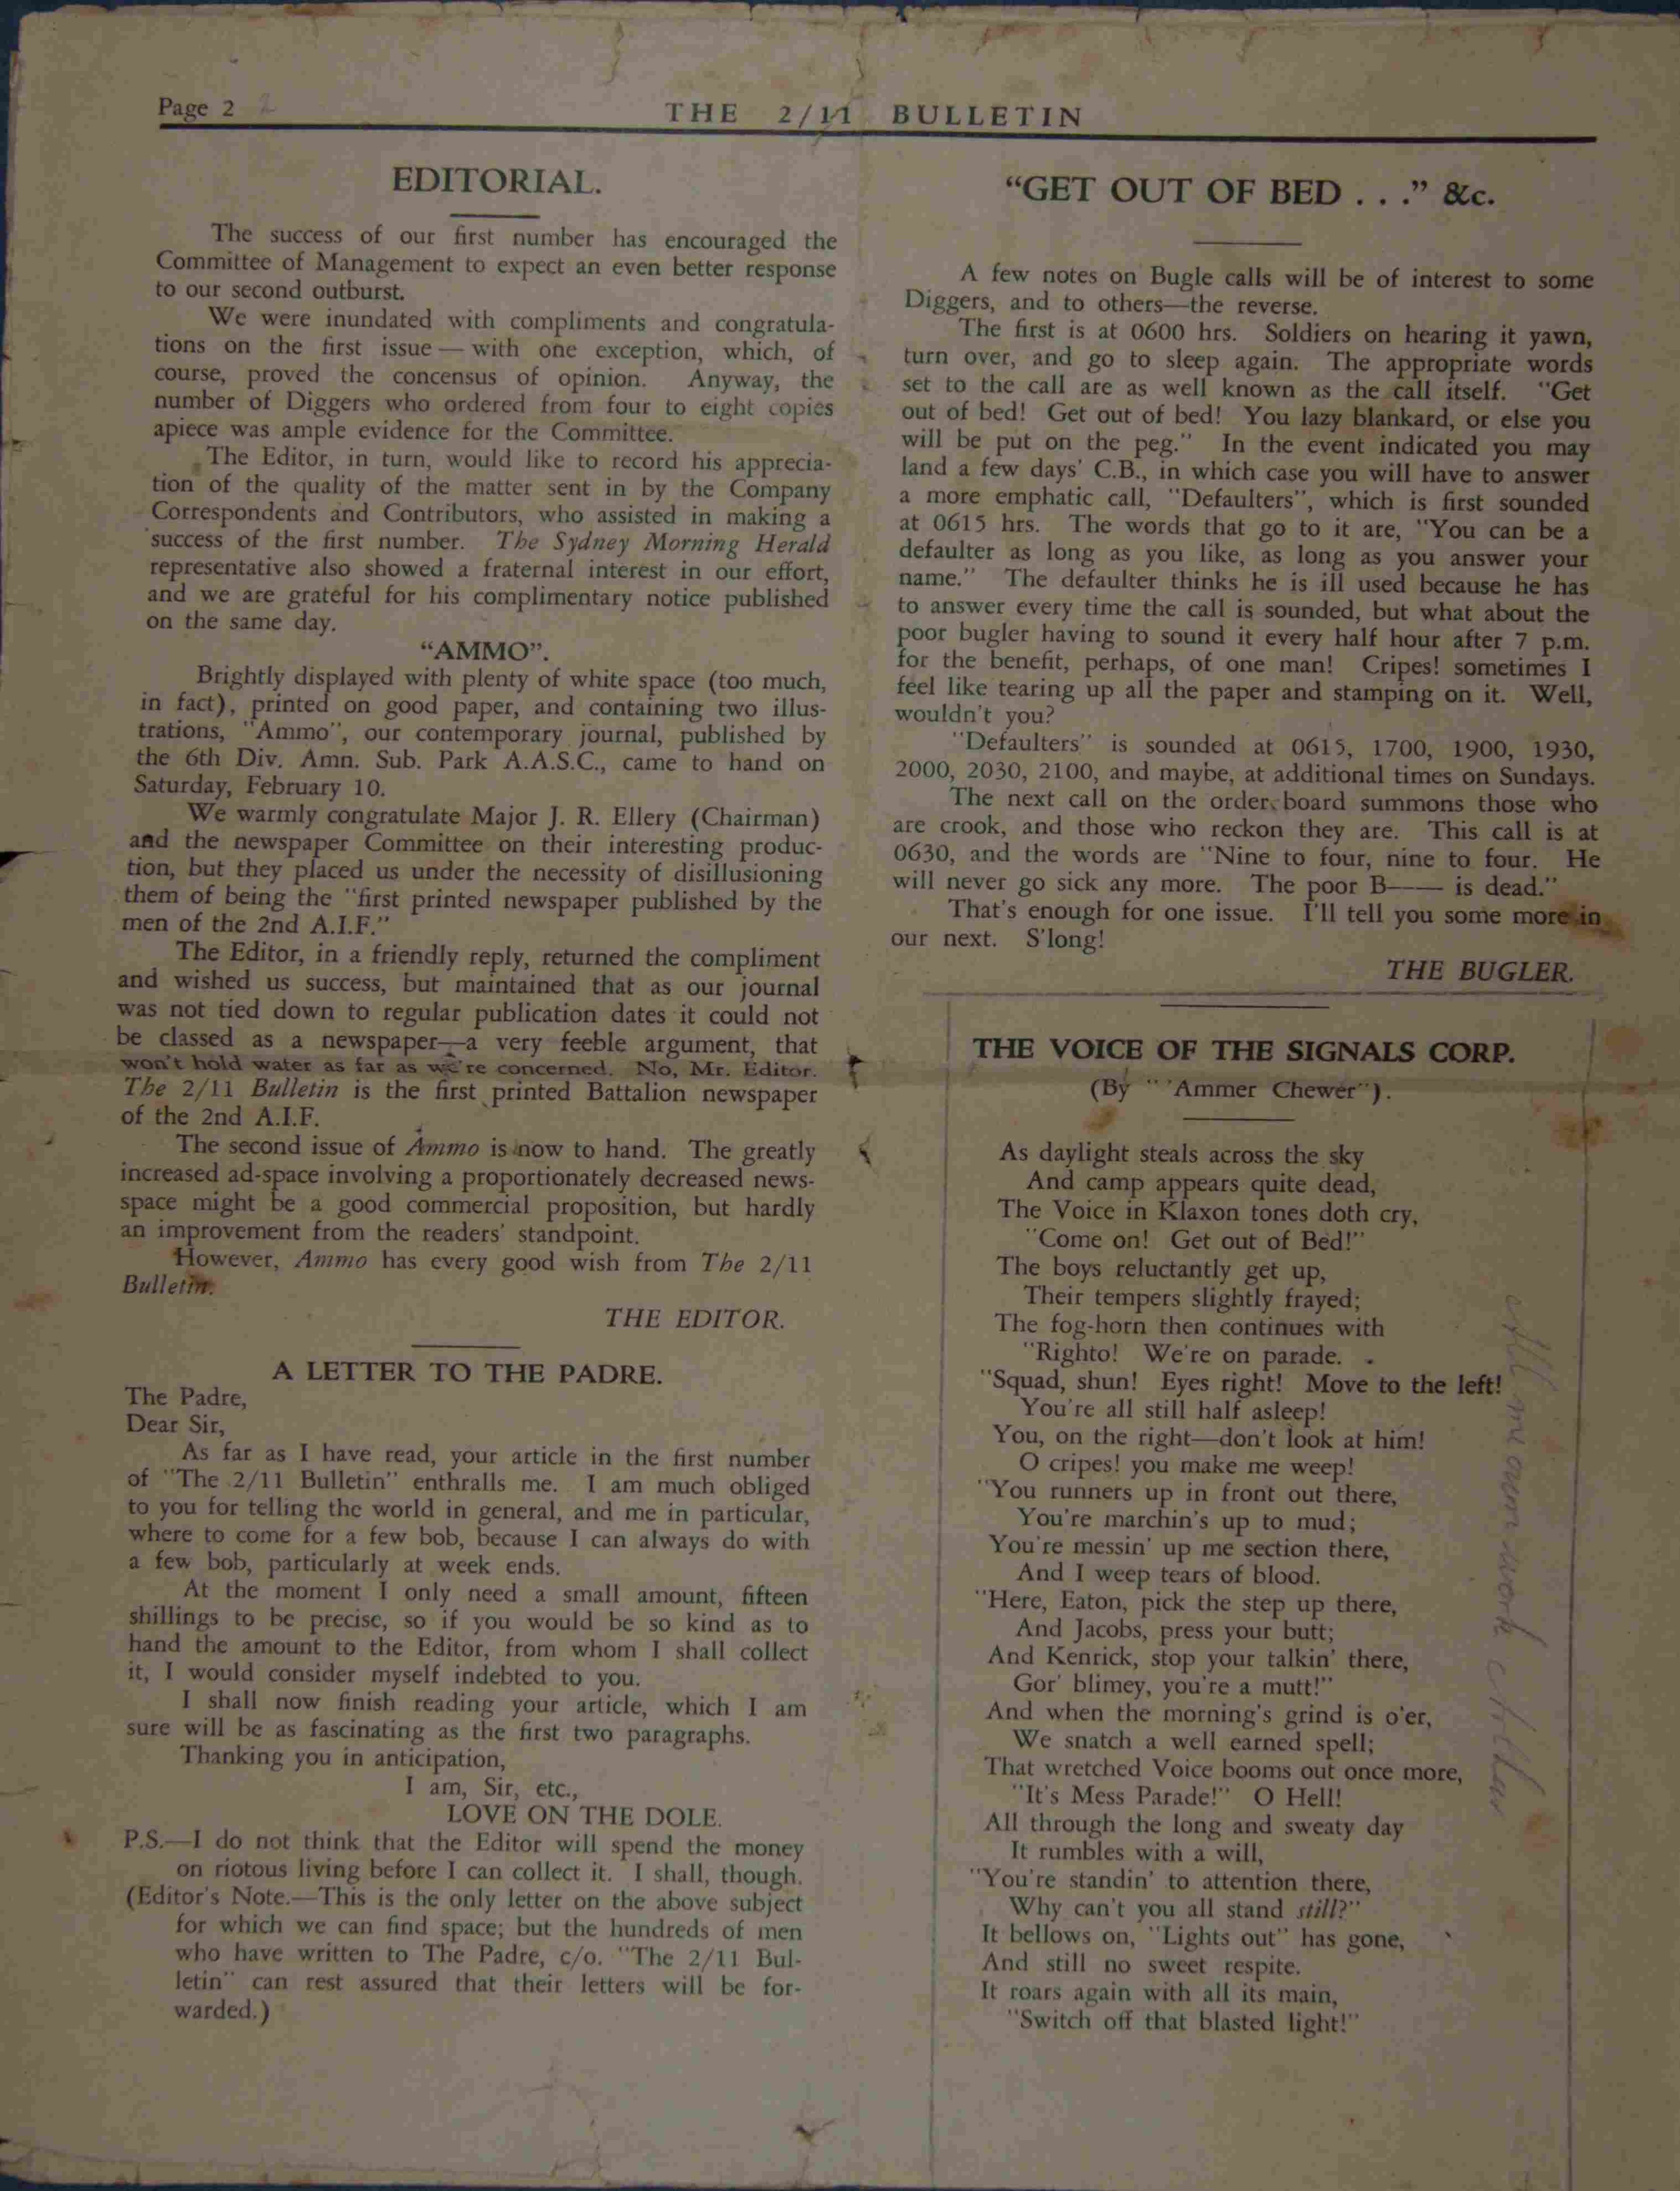 Page 2
THE 2/11 BULLETIN
EDITORIAL.
The success of our first number has encouraged the
Committee of Management to expect an even better response
to our second outburst.
We were inundated with compliments and congratula-
tions on the first issue — with one exception, which, of
course, proved the concensus of opinion. Anyway, the
number of Diggers who ordered from four to eight copies
apiece was ample evidence for the Committee.
The Editor, in turn, would like to record his apprecia-
tion of the quality of the matter sent in by the Company
Correspondents and Contributors, who assisted in making a
success of the first number. The Sydney Morning Herald
representative also showed a fraternal interest in our effort,
and we are grateful for his complimentary notice published
on the same day.
"AMMO".
Brightly displayed with plenty of white space (too much,
in fact), printed on good paper, and containing two illus-
trations, "Ammo", our contemporary journal, published by
the 6th Div. Amn. Sub. Park A.A.S.C., came to hand on
Saturday, February 10.
We warmly congratulate Major J. R. Ellery (Chairman)
and the newspaper Committee on their interesting produc-
tion, but they placed us under the necessity of disillusioning
them of being the "first printed newspaper published by the
men of the 2nd A.I.F."
The Editor, in a friendly reply, returned the compliment
and wished us success, but maintained that as our journal
was not tied down to regular publication dates it could not
be classed as a newspaper—a very feeble argument, that
won't hold water as far as we're concerned. No, Mr. Editor.
The 2/11 Bulletin is the first printed Battalion newspaper
of the 2nd A.I.F.
The second issue of Ammo is now to hand. The greatly
increased ad-space involving a proportionately decreased news-
space might be a good commercial proposition, but hardly
an improvement from the readers' standpoint.
However, Ammo has every good wish from The 2/11
Bulletin.
THE EDITOR.
A LETTER TO THE PADRE.
The Padre,
Dear Sir,
As far as I have read, your article in the first number
of "The 2/11 Bulletin" enthralls me. I am much obliged
to you for telling the world in general, and me in particular,
where to come for a few bob, because I can always do with
a few bob, particularly at week ends.
At the moment I only need a small amount, fifteen
shillings to be precise, so if you would be so kind as to
hand the amount to the Editor, from whom I shall collect
it, I would consider myself indebted to you.
I shall now finish reading your article, which I am
sure will be as fascinating as the first two paragraphs.
Thanking you in anticipation,
I am, Sir, etc.,
LOVE ON THE DOLE.
P.S.—I do not think that the Editor will spend the money
on riotous living before I can collect it. I shall, though.
(Editor's Note.—This is the only letter on the above subject
for which we can find space; but the hundreds of men
who have written to The Padre, c/o. "The 2/11 Bul-
letin" can rest assured that their letters will be for-
warded.)
"GET OUT OF BED . . ." &c.
A few notes on Bugle calls will be of interest to some
Diggers, and to others—the reverse.
The first is at 0600 hrs. Soldiers on hearing it yawn,
turn over, and go to sleep again. The appropriate words
set to the call are as well known as the call itself. "Get
out of bed! Get out of bed! You lazy blankard, or else you
will be put on the peg." In the event indicated you may
land a few days' C.B., in which case you will have to answer
a more emphatic call, "Defaulters", which is first sounded
at 0615 hrs. The words that go to it are, "You can be a
defaulter as long as you like, as long as you answer your
name." The defaulter thinks he is ill used because he has
to answer every time the call is sounded, but what about the
poor bugler having to sound it every half hour after 7 p.m.
for the benefit, perhaps, of one man! Cripes! sometimes I
feel like tearing up all the paper and stamping on it. Well,
wouldn't you?
"Defaulters" is sounded at 0615, 1700, 1900, 1930,
2000, 2030, 2100, and maybe, at additional times on Sundays.
The next call on the order board summons those who
are crook, and those who reckon they are. This call is at
0630, and the words are "Nine to four, nine to four. He
will never go sick any more. The poor B—— is dead."
That's enough for one issue. I'll tell you some more in
our next. S'long!
THE BUGLER.
THE VOICE OF THE SIGNALS CORP.
(By " 'Ammer Chewer").
As daylight steals across the sky
And camp appears quite dead,
The Voice in Klaxon tones doth cry,
"Come on! Get out of Bed!"
The boys reluctantly get up,
Their tempers slightly frayed;
The fog-horn then continues with
"Righto! We're on parade.
"Squad, shun! Eyes right! Move to the left!
You're all still half asleep!
You, on the right—don't look at him!
O cripes! you make me weep!
"You runners up in front out there,
You're marchin's up to mud;
You're messin' up me section there,
And I weep tears of blood.
"Here, Eaton, pick the step up there,
And Jacobs, press your butt;
And Kenrick, stop your talkin' there,
Gor' blimey, you're a mutt!"
And when the morning's grind is o'er,
We snatch a well earned spell;
That wretched Voice booms out once more,
"It's Mess Parade!" O Hell!
All through the long and sweaty day
It rumbles with a will,
"You're standin' to attention there,
Why can't you all stand still?"
It bellows on, "Lights out" has gone,
And still no sweet respite.
It roars again with all its main,
"Switch off that blasted light!"